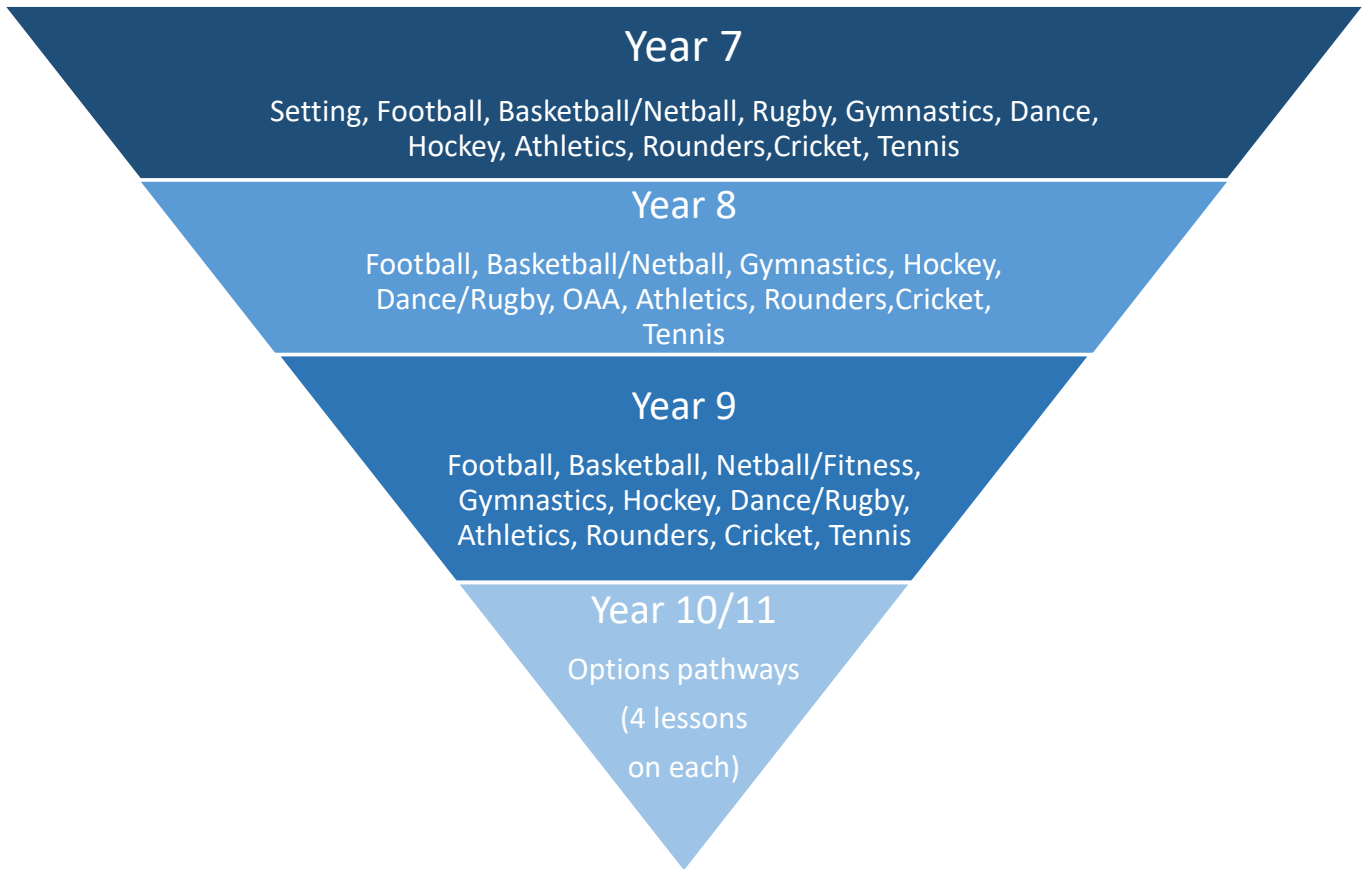 Year 7
Setting, Football, Basketball/Netball, Rugby, Gymnastics, Dance,
Hockey, Athletics, Rounders,Cricket, Tennis
Year 8
Football, Basketball/Netball, Gymnastics, Hockey,
Dance/Rugby, OAA, Athletics, Rounders,Cricket,
Tennis
Year 9
Football, Basketball, Netball/Fitness,
Gymnastics, Hockey, Dance/Rugby,
Athletics, Rounders, Cricket, Tennis
Year 10/11
Options pathways
(4 lessons
on each)